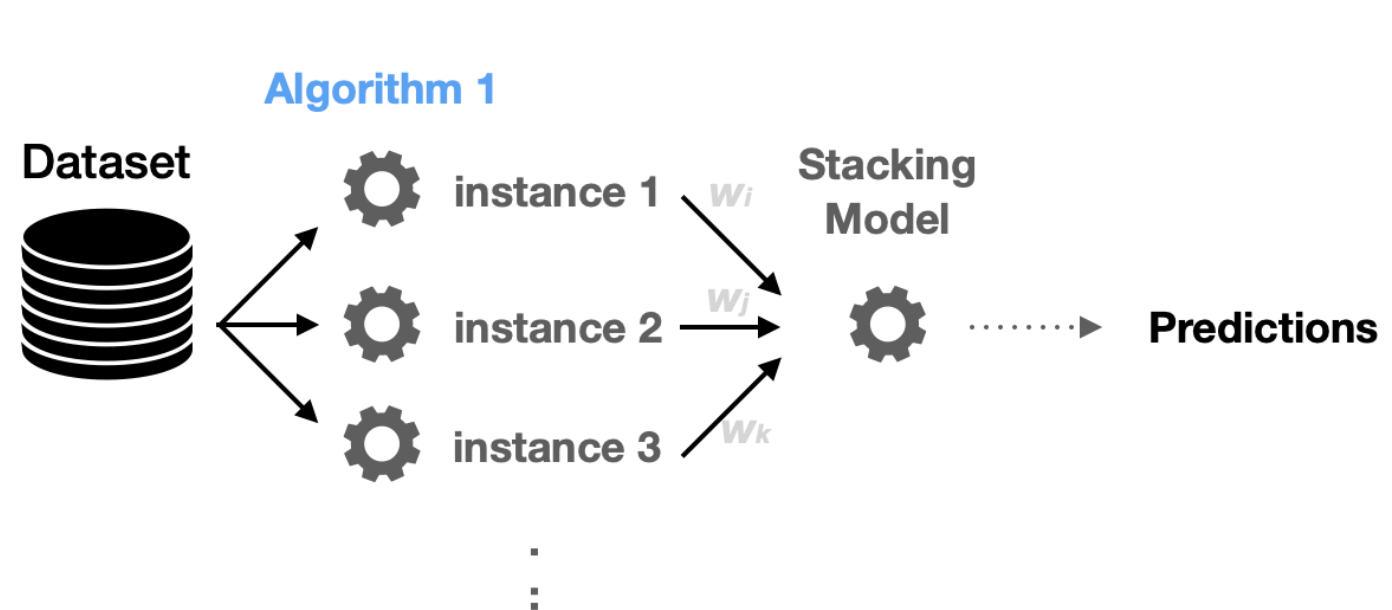 Algorithm 1
Dataset
instance 1
wi
Stacking
Model
instance 2
wj
Predictions
instance 3
wk